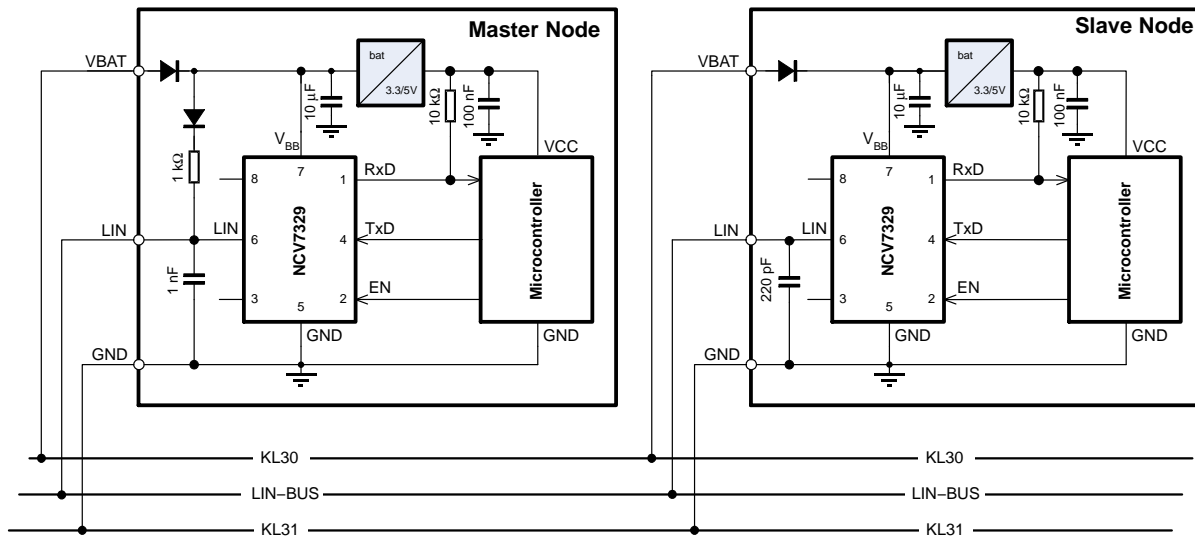 Master Node
VBAT
bat
3.3/5V
10 µF
10 kΩ
100 nF
1 kΩ
VBB
VCC
8
7
1
RxD
LIN
LIN
6
NCV7329
4
TxD
Microcontroller
1 nF
3
5
2
EN
GND
GND
GND
Slave Node
VBAT
bat
3.3/5V
10 µF
10 kΩ
100 nF
VBB
VCC
8
7
1
RxD
LIN
LIN
6
NCV7329
4
TxD
Microcontroller
220 pF
3
5
2
EN
GND
GND
GND
KL30
KL30
LIN−BUS
LIN−BUS
KL31
KL31